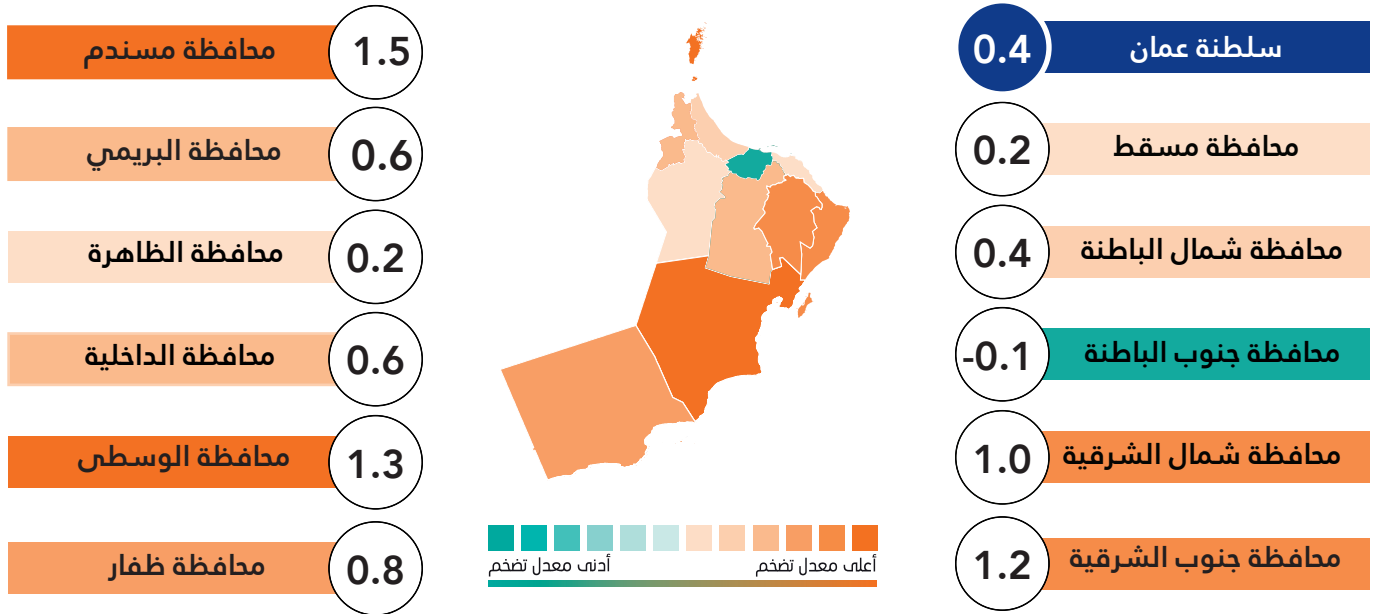 سلطنة عمان
0.4
محافظة مسقط
0.2
محافظة شمال الباطنة
0.4
محافظة جنوب الباطنة
-0.1
محافظة شمال الشرقية
1.0
محافظة جنوب الشرقية
1.2
أعلى معدل تضخم
أدنى معدل تضخم
محافظة مسندم
1.5
محافظة البريمي
0.6
محافظة الظاهرة
0.2
محافظة الداخلية
0.6
محافظة الوسطى
1.3
محافظة ظفار
0.8